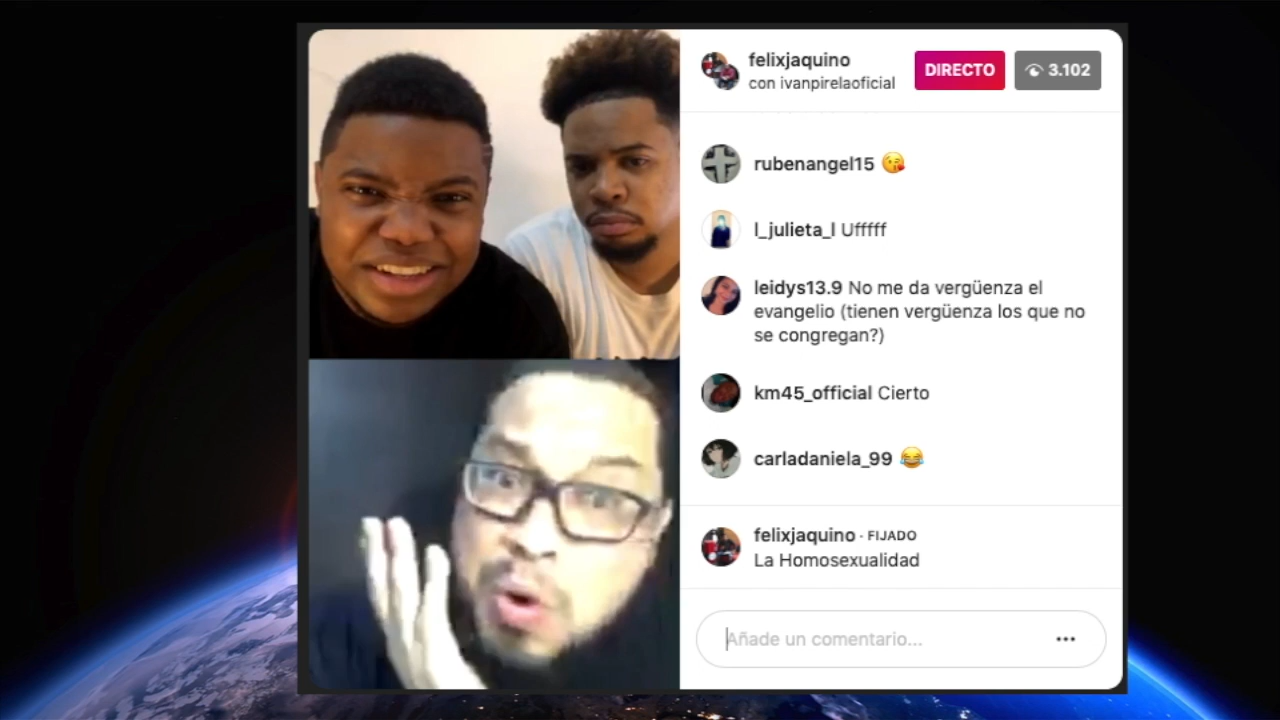 felixjaquino
con ivanpirelaoficial
DIRECTO
3.102
rubenangel15 😘
l_julieta_l Ufffff
leidys13.9 No me da vergüenza el
evangelio (tienen vergüenza los que no
se congregan?)
km45_official Cierto
carladaniela_99 😂
felixjaquino · FIJADO
La Homosexualidad
Añade un comentario...